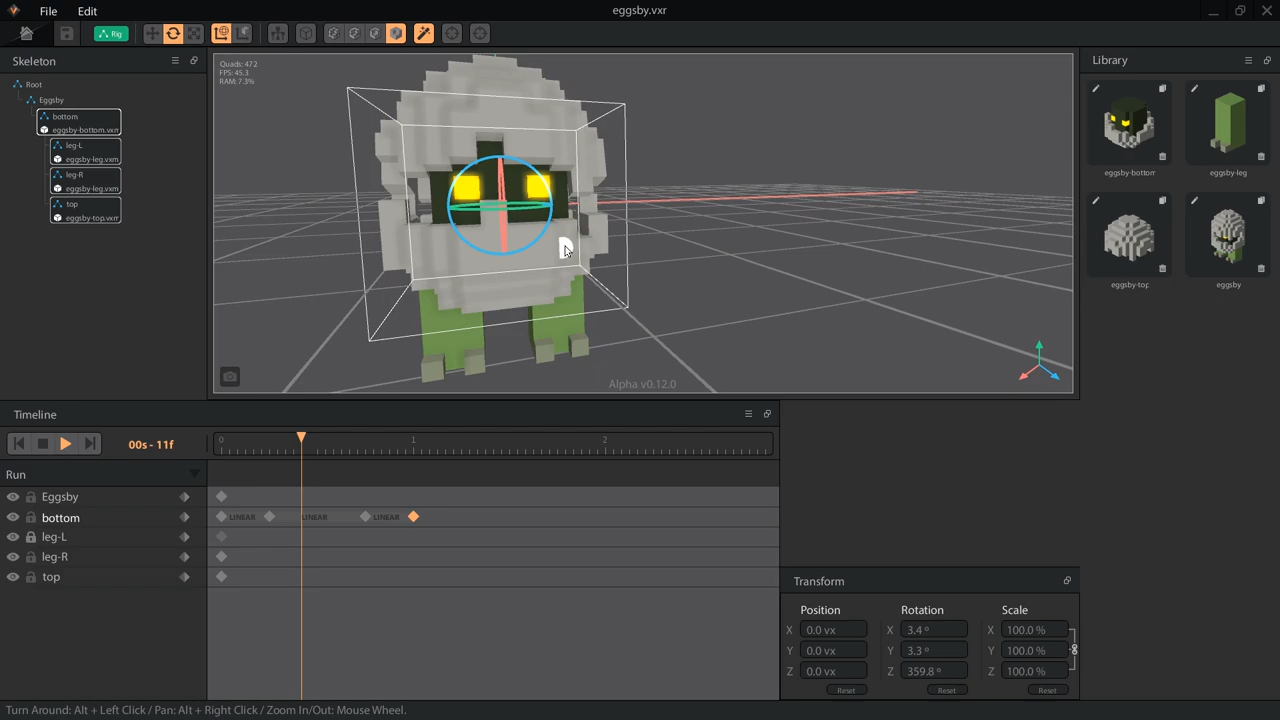 File Edit eggsby.vxr
Rig
Skeleton
Root
Eggsby
bottom
eggsby-bottom.vxm
leg-L
eggsby-leg.vxm
leg-R
eggsby-leg.vxm
top
eggsby-top.vxm
Quads: 472
FPS: 45.3
RAM: 7.3%
Alpha v0.12.0
Library
eggsby-bottom eggsby-leg
eggsby-top eggsby
Timeline
00s - 11f 0 1 2
Run
Eggsby
bottom LINEAR LINEAR LINEAR
leg-L
leg-R
top
Transform
Position Rotation Scale
X 0.0 vx X 3.4 º X 100.0 %
Y 0.0 vx Y 3.3 º Y 100.0 %
Z 0.0 vx Z 359.8 º Z 100.0 %
Reset Reset Reset
Turn Around: Alt + Left Click / Pan: Alt + Right Click / Zoom In/Out: Mouse Wheel.